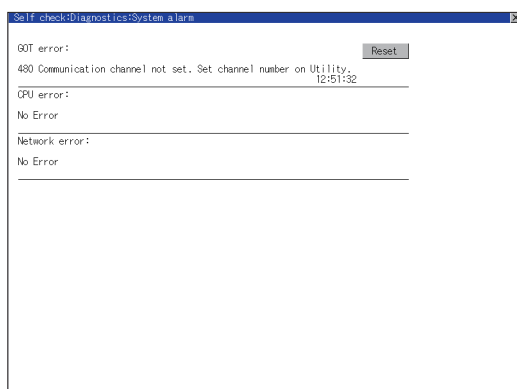 Self check:Diagnostics:System alarm
GOT error:
Reset
480 Communication channel not set. Set channel number on Utility.
12:51:32
CPU error:
No Error
Network error:
No Error